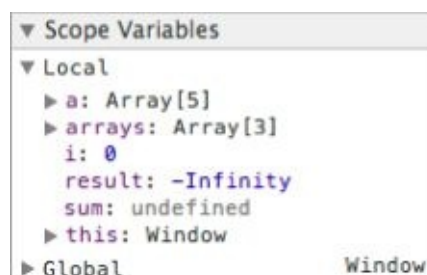 ▼ Scope Variables
▼ Local
▶ a: Array[5]
▶ arrays: Array[3]
i: 0
result: -Infinity
sum: undefined
▶ this: Window
▶ Global Window